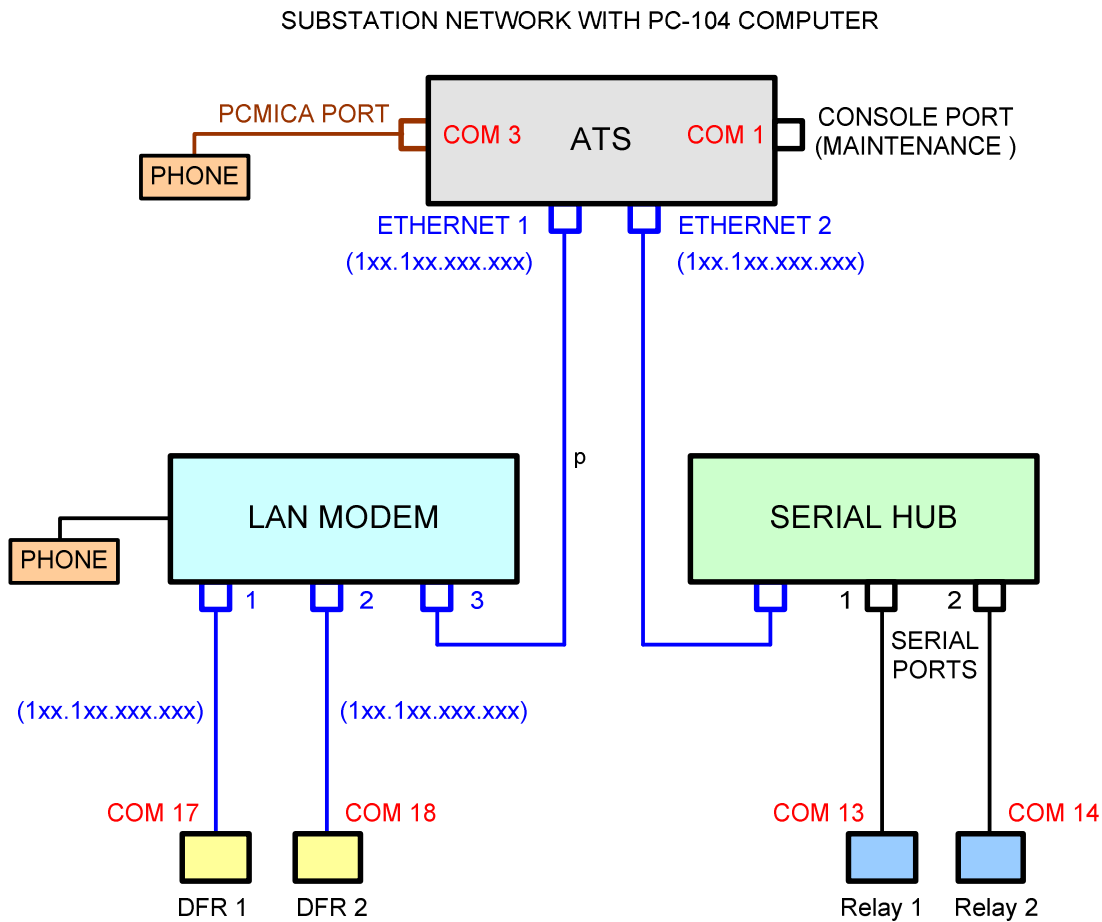 SUBSTATION NETWORK WITH PC-104 COMPUTER
PCMICA PORT
COM 3
ATS
COM 1
CONSOLE PORT
(MAINTENANCE )
PHONE
ETHERNET 1
ETHERNET 2
(1xx.1xx.xxx.xxx)
(1xx.1xx.xxx.xxx)
p
LAN MODEM
SERIAL HUB
PHONE
1
2
3
1
2
SERIAL
PORTS
(1xx.1xx.xxx.xxx)
(1xx.1xx.xxx.xxx)
COM 17
COM 18
COM 13
COM 14
DFR 1
DFR 2
Relay 1
Relay 2